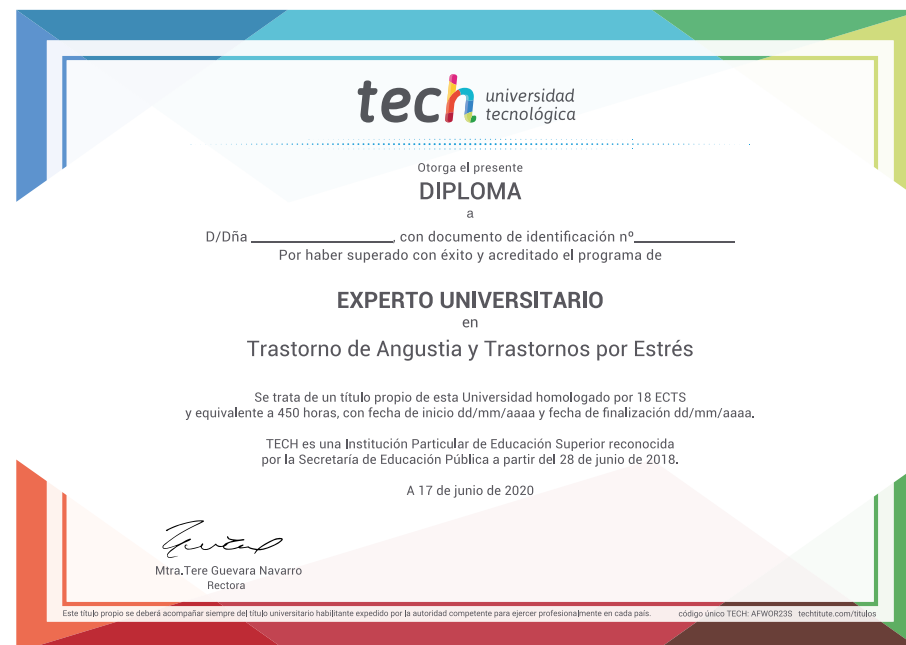 tech universidad
tecnológica
Otorga el presente
DIPLOMA
a
D/Dña ________________, con documento de identificación nº____________
Por haber superado con éxito y acreditado el programa de
EXPERTO UNIVERSITARIO
en
Trastorno de Angustia y Trastornos por Estrés
Se trata de un título propio de esta Universidad homologado por 18 ECTS
y equivalente a 450 horas, con fecha de inicio dd/mm/aaaa y fecha de finalización dd/mm/aaaa.
TECH es una Institución Particular de Educación Superior reconocida
por la Secretaría de Educación Pública a partir del 28 de junio de 2018.
A 17 de junio de 2020
Mtra.Tere Guevara Navarro
Rectora
Este título propio se deberá acompañar siempre del título universitario habilitante expedido por la autoridad competente para ejercer profesionalmente en cada país. código único TECH: AFWOR23S techtitute.com/titulos